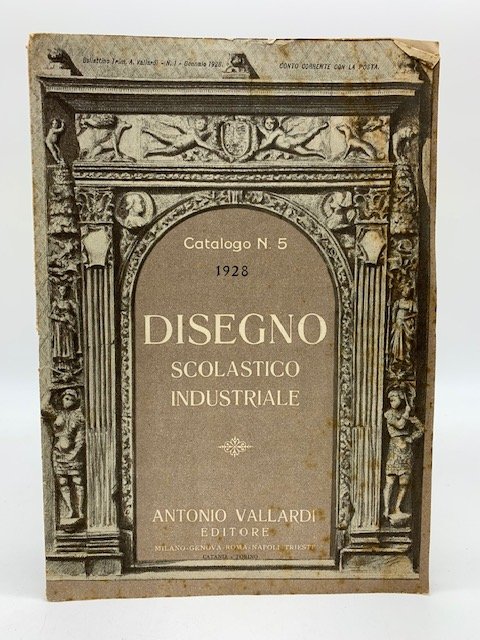 Bollettino Trim. A. Vallardi - N. 1 - Gennaio 1928. CONTO CORRENTE CON LA POSTA.
Catalogo N. 5
1928
DISEGNO
SCOLASTICO
INDUSTRIALE
ANTONIO VALLARDI
EDITORE
MILANO-GENOVA-ROMA-NAPOLI-TRIESTE
CATANIA - TORINO